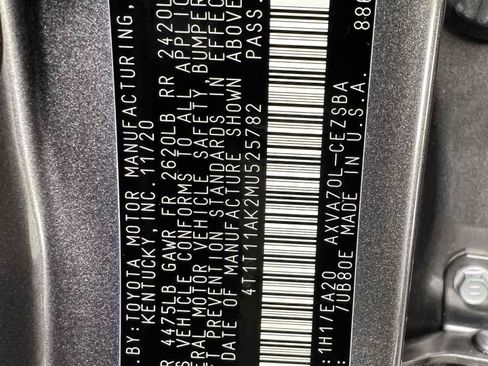 BY: TOYOTA MOTOR MANUFACTURING,
KENTUCKY, INC. 11/20
4475LB GAWR FR 2620LB RR 2420L
VEHICLE CONFORMS TO ALL APPLIC
MOTOR VEHICLE SAFETY, BUMPER
PREVENTION STANDARDS IN EFFEC
DATE OF MANUFACTURE SHOWN ABOVE
4T1T11AK2MU525782 PASS.
:1H1/EA20 AXVA70L-CEZSBA
/UB80E MADE IN U.S.A. 88